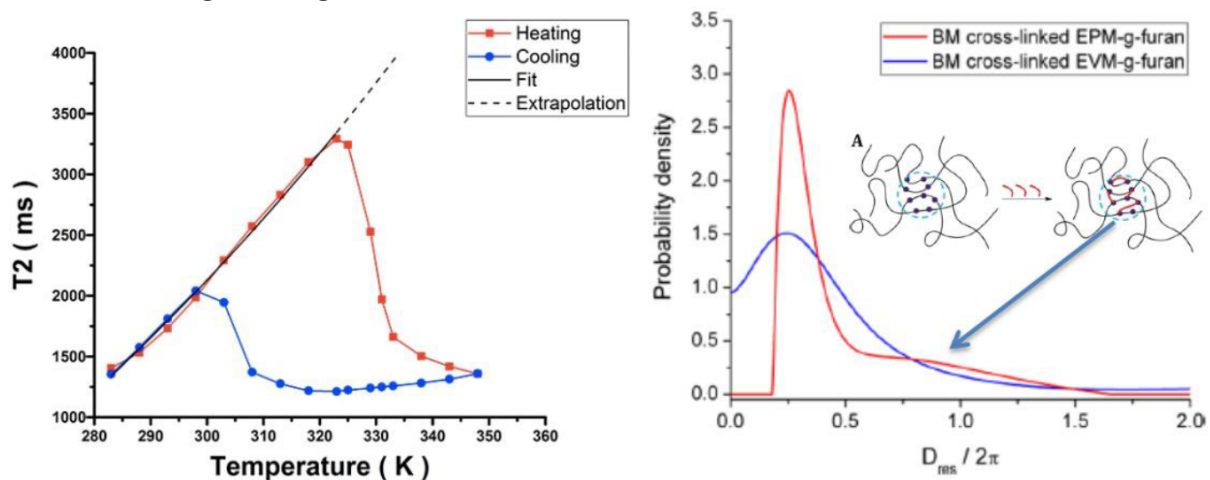 Heating
Cooling
Fit
Extrapolation
4000
3500
3000
2500
2000
1500
1000
T2 ( ms )
280
290
300
310
320
330
340
350
360
Temperature ( K )
BM cross-linked EPM-g-furan
BM cross-linked EVM-g-furan
A
3.5
3.0
2.5
2.0
1.5
1.0
0.5
0.0
Probability density
0.0
0.5
1.0
1.5
2.0
D_res / 2π